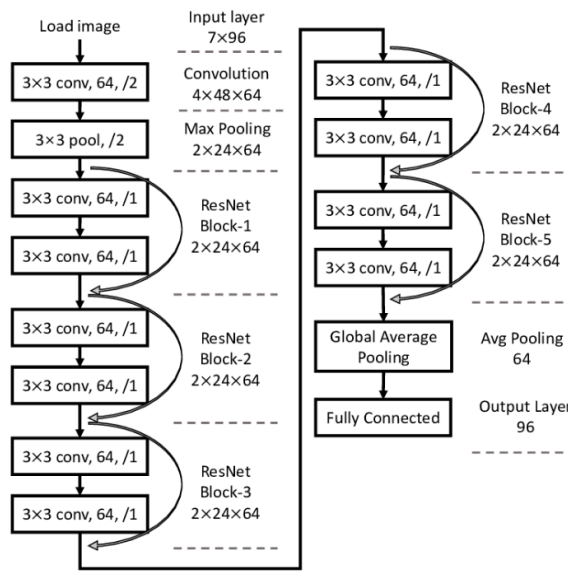 Load image
Input layer
7×96
3×3 conv, 64, /2
Convolution
4×48×64
3×3 pool, /2
Max Pooling
2×24×64
3×3 conv, 64, /1
3×3 conv, 64, /1
ResNet
Block-1
2×24×64
3×3 conv, 64, /1
3×3 conv, 64, /1
ResNet
Block-2
2×24×64
3×3 conv, 64, /1
3×3 conv, 64, /1
ResNet
Block-3
2×24×64
3×3 conv, 64, /1
3×3 conv, 64, /1
ResNet
Block-4
2×24×64
3×3 conv, 64, /1
3×3 conv, 64, /1
ResNet
Block-5
2×24×64
Global Average
Pooling
Avg Pooling
64
Fully Connected
Output Layer
96